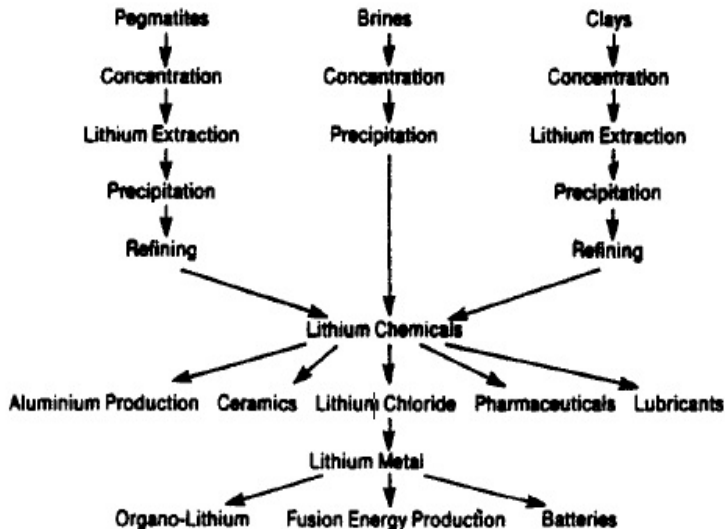 Pegmatites Brines Clays
Concentration Concentration Concentration
Lithium Extraction Precipitation Lithium Extraction
Precipitation Precipitation
Refining Refining
Lithium Chemicals
Aluminium Production Ceramics Lithium Chloride Pharmaceuticals Lubricants
Lithium Metal
Organo-Lithium Fusion Energy Production Batteries